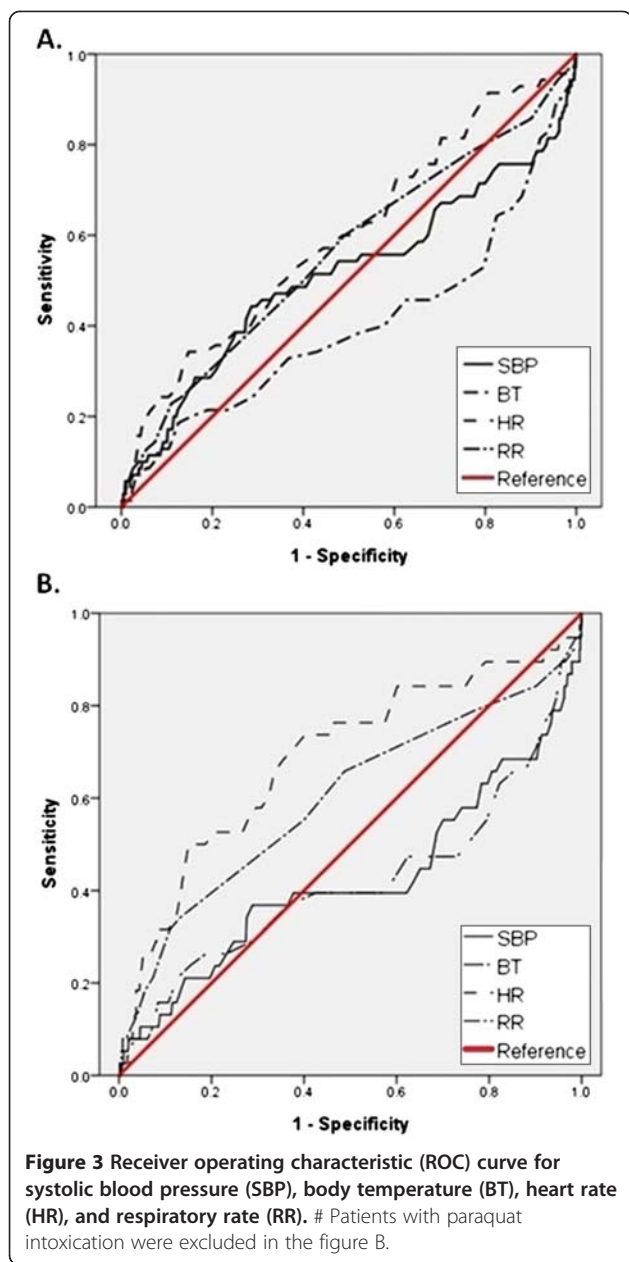 A.
1.0
0.8
0.6
0.4
0.2
0.0
Sensitivity
SBP
BT
HR
RR
Reference
0.0 0.2 0.4 0.6 0.8 1.0
1 - Specificity
B.
1.0
0.8
0.6
0.4
0.2
0.0
Sensiticity
SBP
BT
HR
RR
Reference
0.0 0.2 0.4 0.6 0.8 1.0
1 - Specificity
Figure 3 Receiver operating characteristic (ROC) curve for
systolic blood pressure (SBP), body temperature (BT), heart rate
(HR), and respiratory rate (RR). # Patients with paraquat
intoxication were excluded in the figure B.